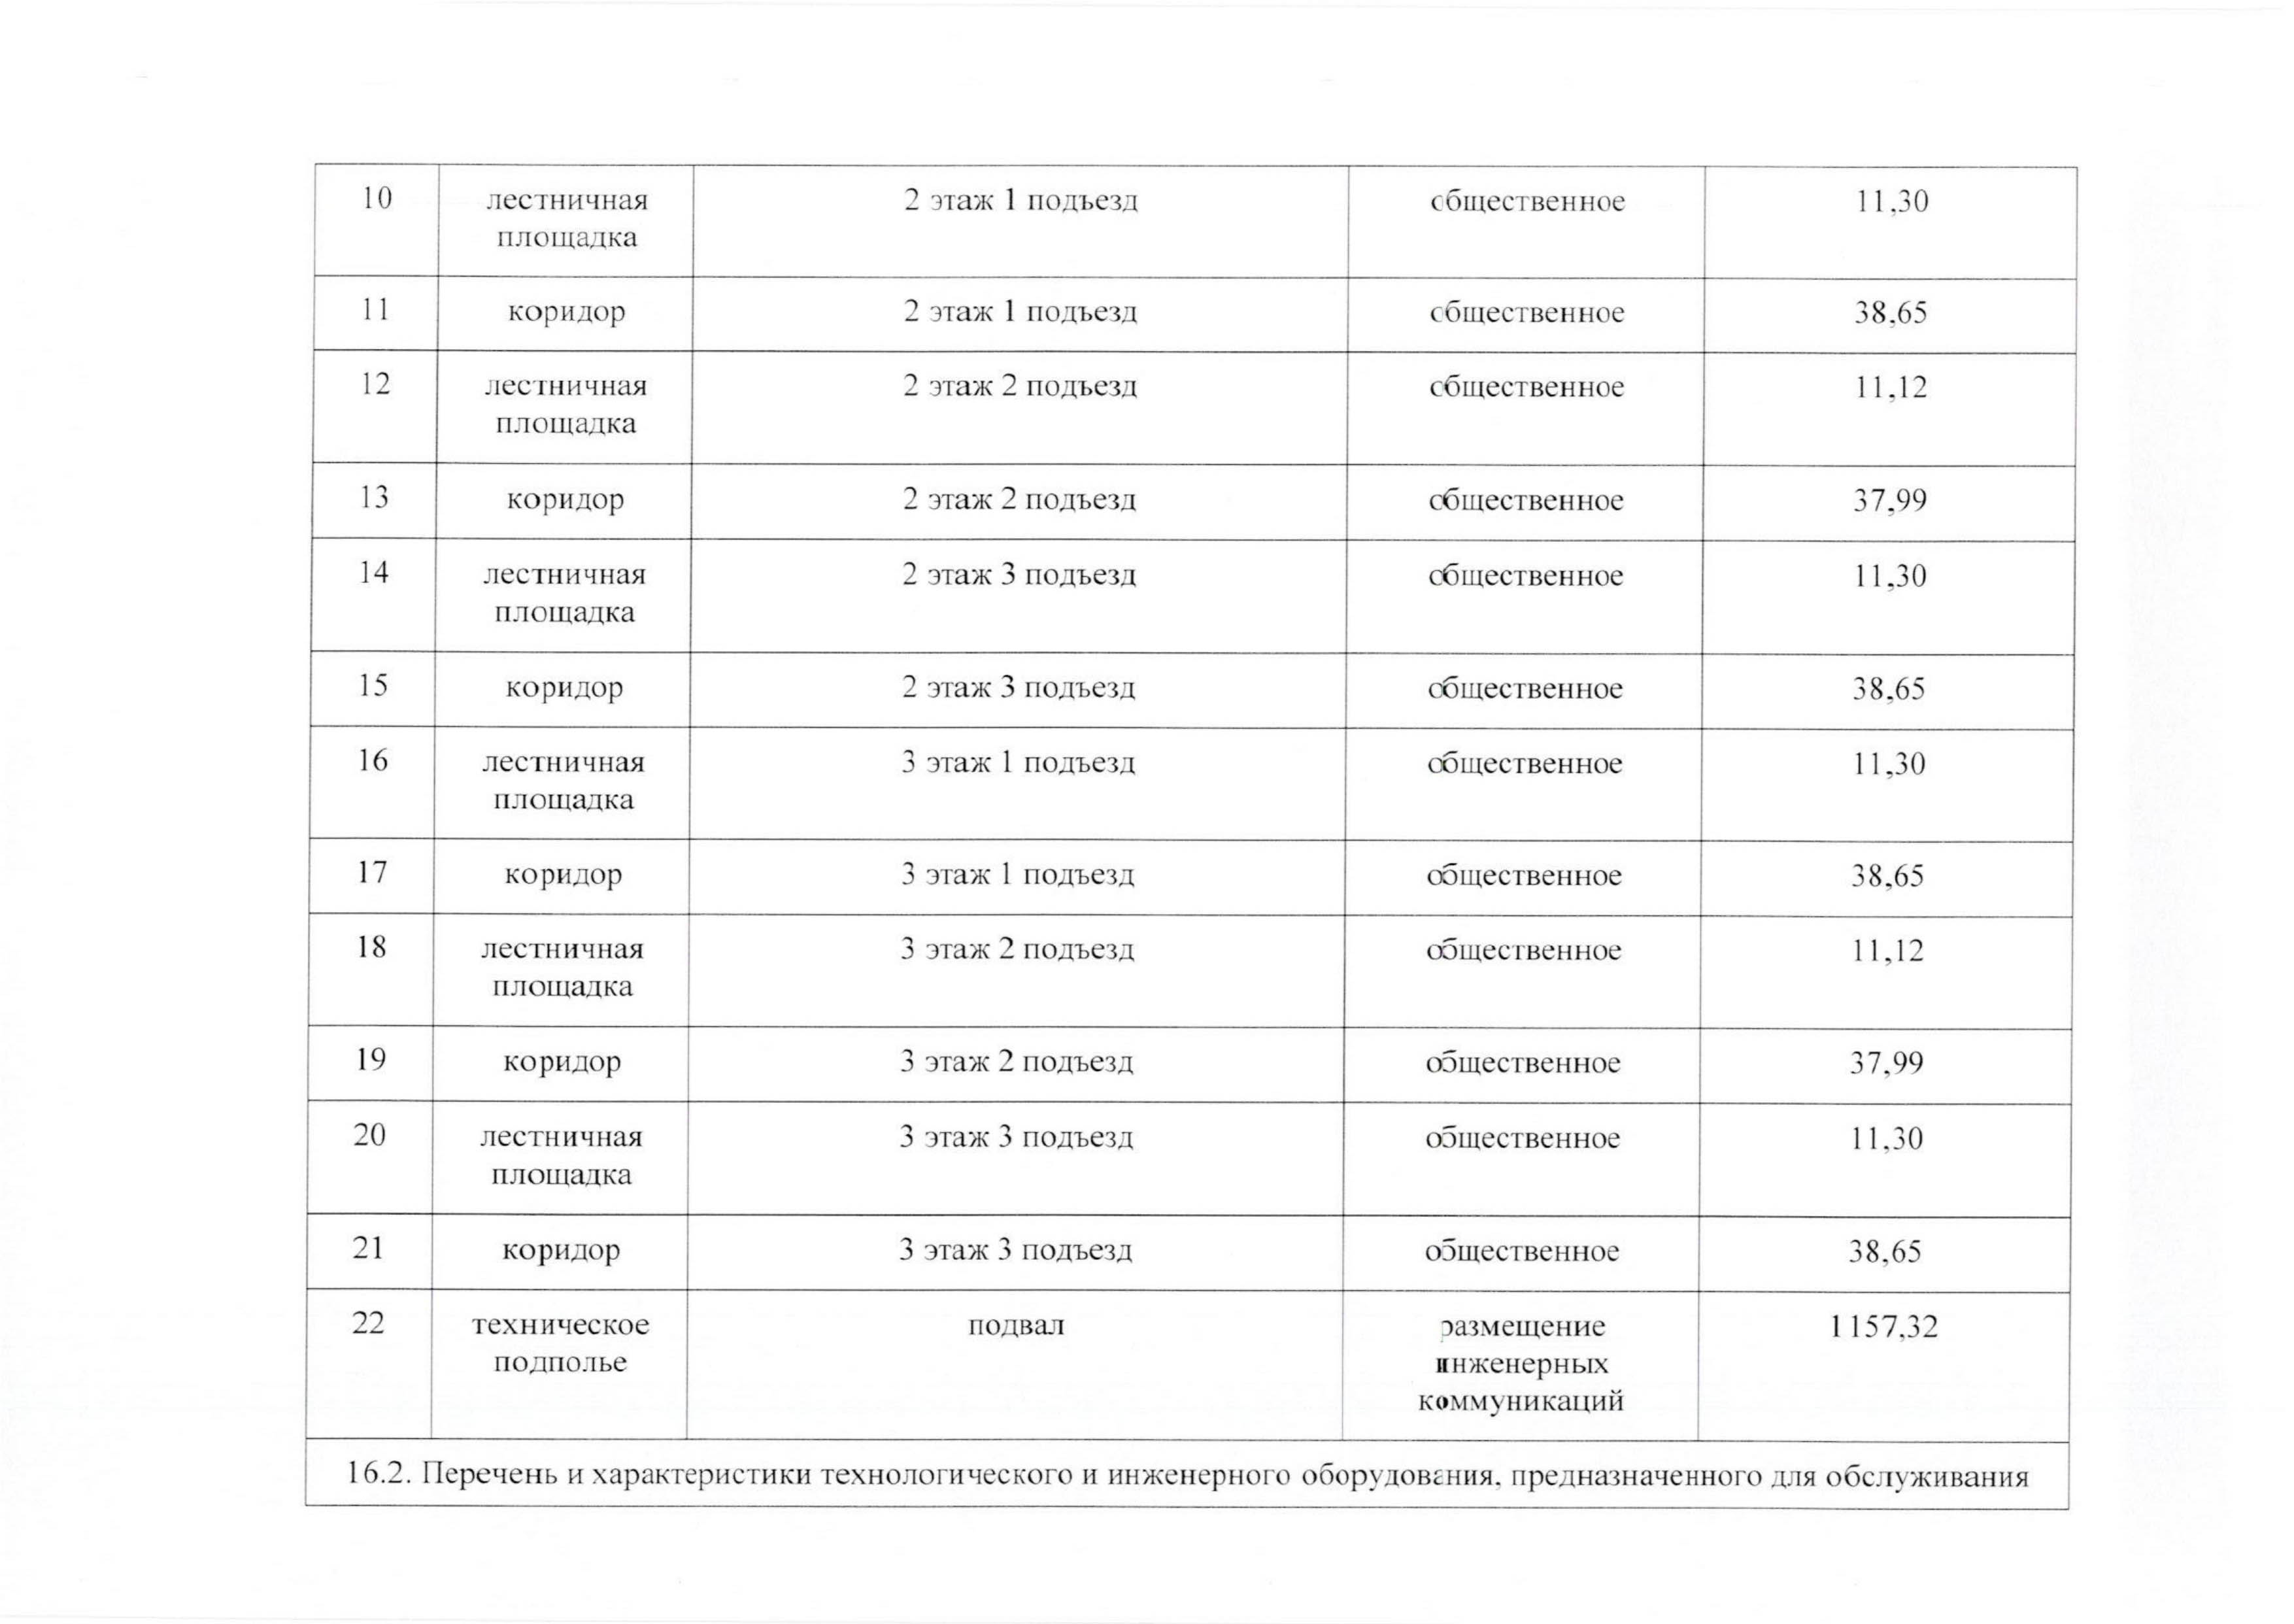 10 лестничная 2 этаж 1 подъезд общественное 11,30
площадка
11 коридор 2 этаж 1 подъезд общественное 38,65
12 лестничная 2 этаж 2 подъезд общественное 11,12
площадка
13 коридор 2 этаж 2 подъезд общественное 37,99
14 лестничная 2 этаж 3 подъезд общественное 11,30
площадка
15 коридор 2 этаж 3 подъезд общественное 38,65
16 лестничная 3 этаж 1 подъезд общественное 11,30
площадка
17 коридор 3 этаж 1 подъезд общественное 38,65
18 лестничная 3 этаж 2 подъезд общественное 11,12
площадка
19 коридор 3 этаж 2 подъезд общественное 37,99
20 лестничная 3 этаж 3 подъезд общественное 11,30
площадка
21 коридор 3 этаж 3 подъезд общественное 38,65
22 техническое подвал размещение 1157,32
подполье инженерных
коммуникаций
16.2. Перечень и характеристики технологического и инженерного оборудования, предназначенного для обслуживания